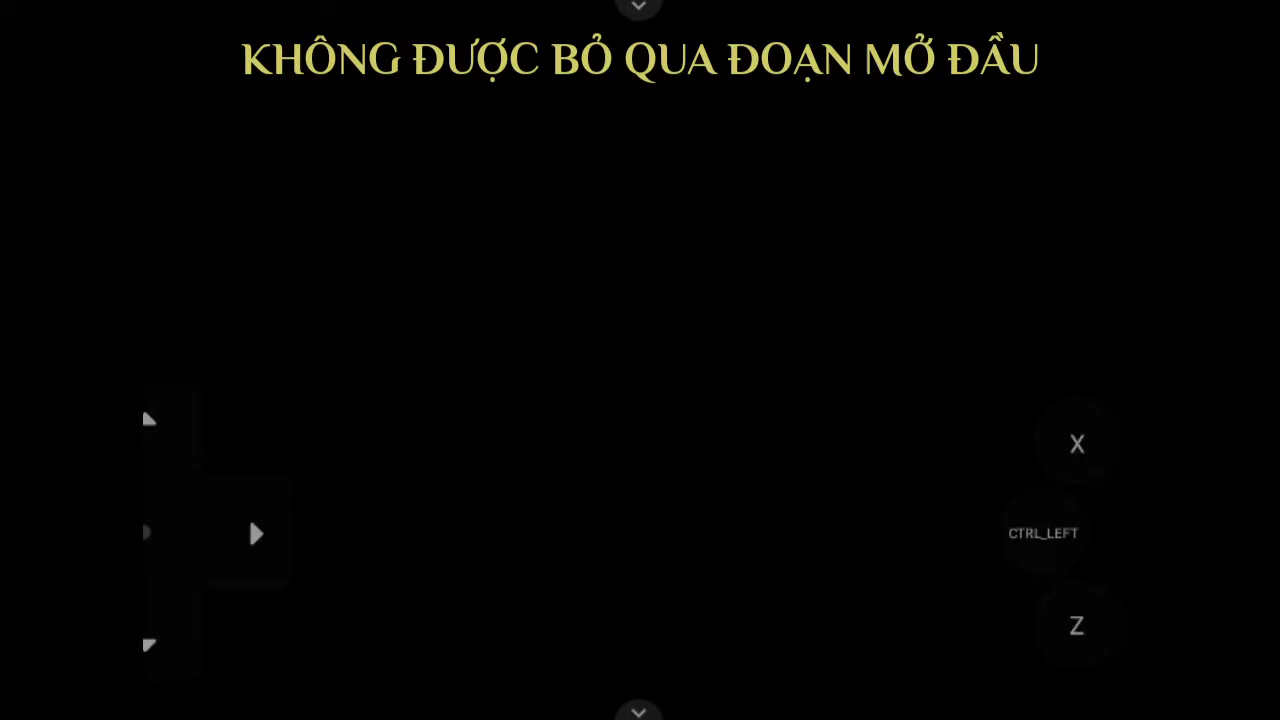 KHÔNG ĐƯỢC BỎ QUA ĐOẠN MỞ ĐẦU
X
CTRL_LEFT
Z